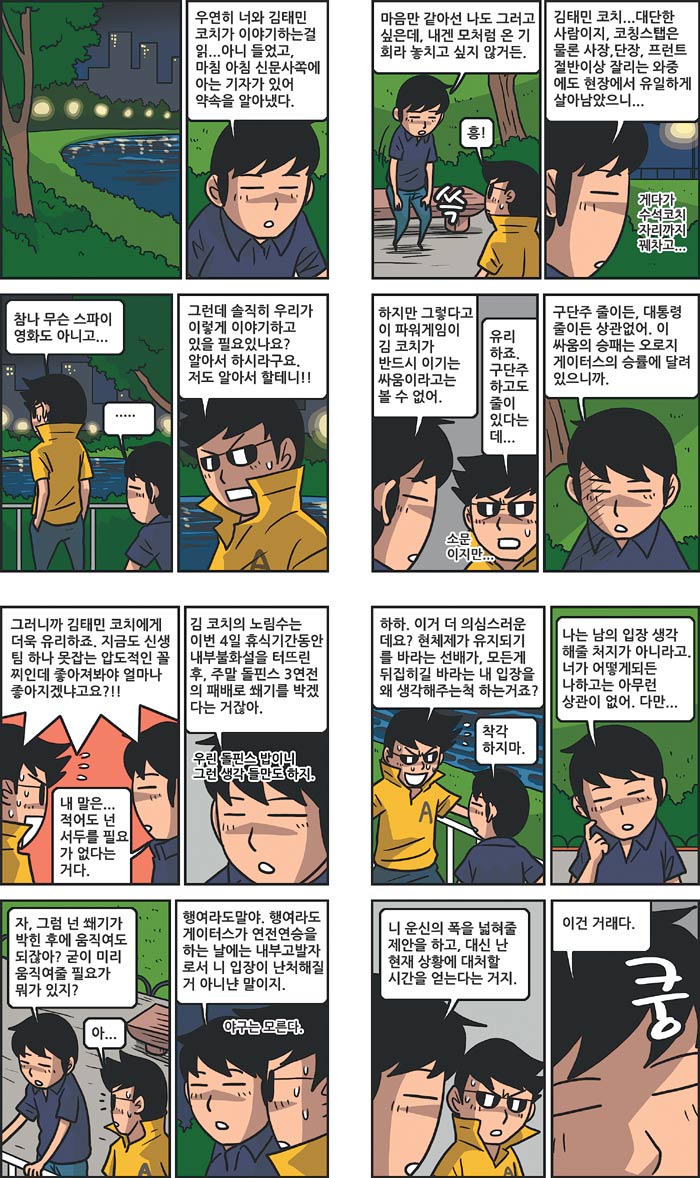 우연히 너와 김태민
코치가 이야기하는걸
읽...아니 들었고,
마침 아침 신문사쪽에
아는 기자가 있어
약속을 알아냈다.
마음만 같아선 나도 그러고
싶은데, 내겐 모처럼 온 기
회라 놓치고 싶지 않거든.
흥!
쓱
김태민 코치...대단한
사람이지, 코칭스탭은
물론 사장,단장, 프런트
절반이상 잘리는 와중
에도 현장에서 유일하게
살아남았으니...
게다가
수석코치
자리까지
꿰차고...
참나 무슨 스파이
영화도 아니고...
.....
그런데 솔직히 우리가
이렇게 이야기하고
있을 필요있나요?
알아서 하시라구요.
저도 알아서 할테니!!
A
하지만 그렇다고
이 파워게임이
김 코치가
반드시 이기는
싸움이라고는
볼 수 없어.
유리
하죠.
구단주
하고도
줄이
있다는
데...
소문
이지만...
구단주 줄이든, 대통령
줄이든 상관없어. 이
싸움의 승패는 오로지
게이터스의 승률에 달려
있으니까.
그러니까 김태민 코치에게
더욱 유리하죠. 지금도 신생
팀 하나 못잡는 압도적인 꼴
찌인데 좋아져봐야 얼마나
좋아지겠냐고요?!!
내 말은...
적어도 넌
서두를 필요
가 없다는
거다.
김 코치의 노림수는
이번 4일 휴식기간동안
내부불화설을 터뜨린
후, 주말 돌핀스 3연전
의 패배로 쐐기를 박겠
다는 거잖아.
우린 돌핀스 밥이니
그런 생각 들만도 하지.
하하. 이거 더 의심스러운
데요? 현체제가 유지되기
를 바라는 선배가, 모든게
뒤집히길 바라는 내 입장을
왜 생각해주는척 하는거죠?
착각
하지마.
A
나는 남의 입장 생각
해줄 처지가 아니라고.
너가 어떻게되든
나하고는 아무런
상관이 없어. 다만...
자, 그럼 넌 쐐기가
박힌 후에 움직여도
되잖아? 굳이 미리
움직여줄 필요가
뭐가 있지?
아...
A
행여라도말야. 행여라도
게이터스가 연전연승을
하는 날에는 내부고발자
로서 니 입장이 난처해질
거 아니냔 말이지.
야구는 모른다.
니 운신의 폭을 넓혀줄
제안을 하고, 대신 난
현재 상황에 대처할
시간을 얻는다는 거지.
A
이건 거래다.
쿵